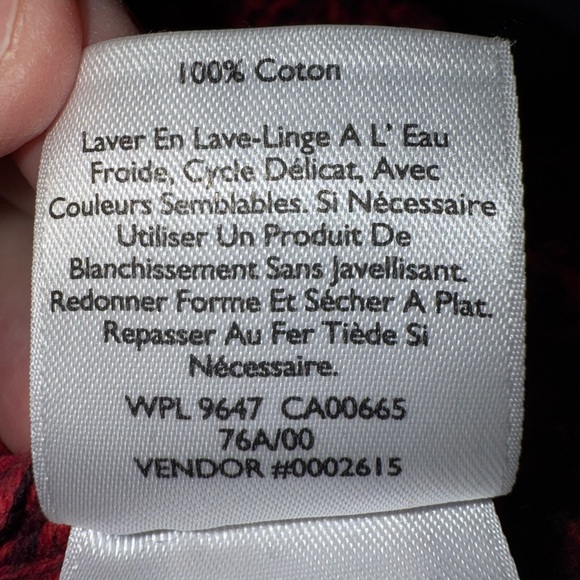 100% Coton
Laver En Lave-Linge A L' Eau
Froide, Cycle Délicat, Avec
Couleurs Semblables. Si Nécessaire
Utiliser Un Produit De
Blanchissement Sans Javellisant.
Redonner Forme Et Sécher A Plat.
Repasser Au Fer Tiède Si
Nécessaire.
WPL 9647 CA00665
76A/00
VENDOR #0002615